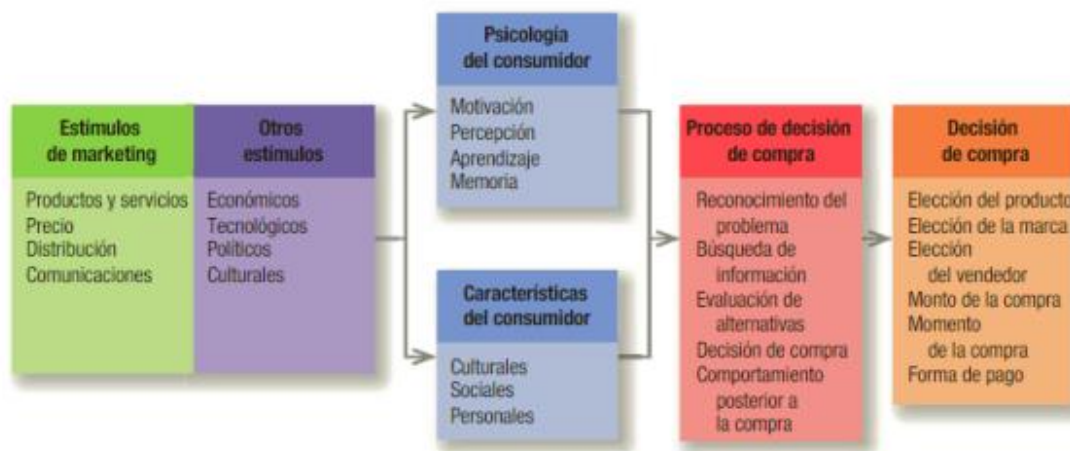 Estímulos
de marketing
Productos y servicios
Precio
Distribución
Comunicaciones
Otros
estímulos
Económicos
Tecnológicos
Políticos
Culturales
Psicología
del consumidor
Motivación
Percepción
Aprendizaje
Memoria
Características
del consumidor
Culturales
Sociales
Personales
Proceso de decisión
de compra
Reconocimiento del
problema
Búsqueda de
información
Evaluación de
alternativas
Decisión de compra
Comportamiento
posterior a
la compra
Decisión
de compra
Elección del producto
Elección de la marca
Elección
del vendedor
Monto de la compra
Momento
de la compra
Forma de pago